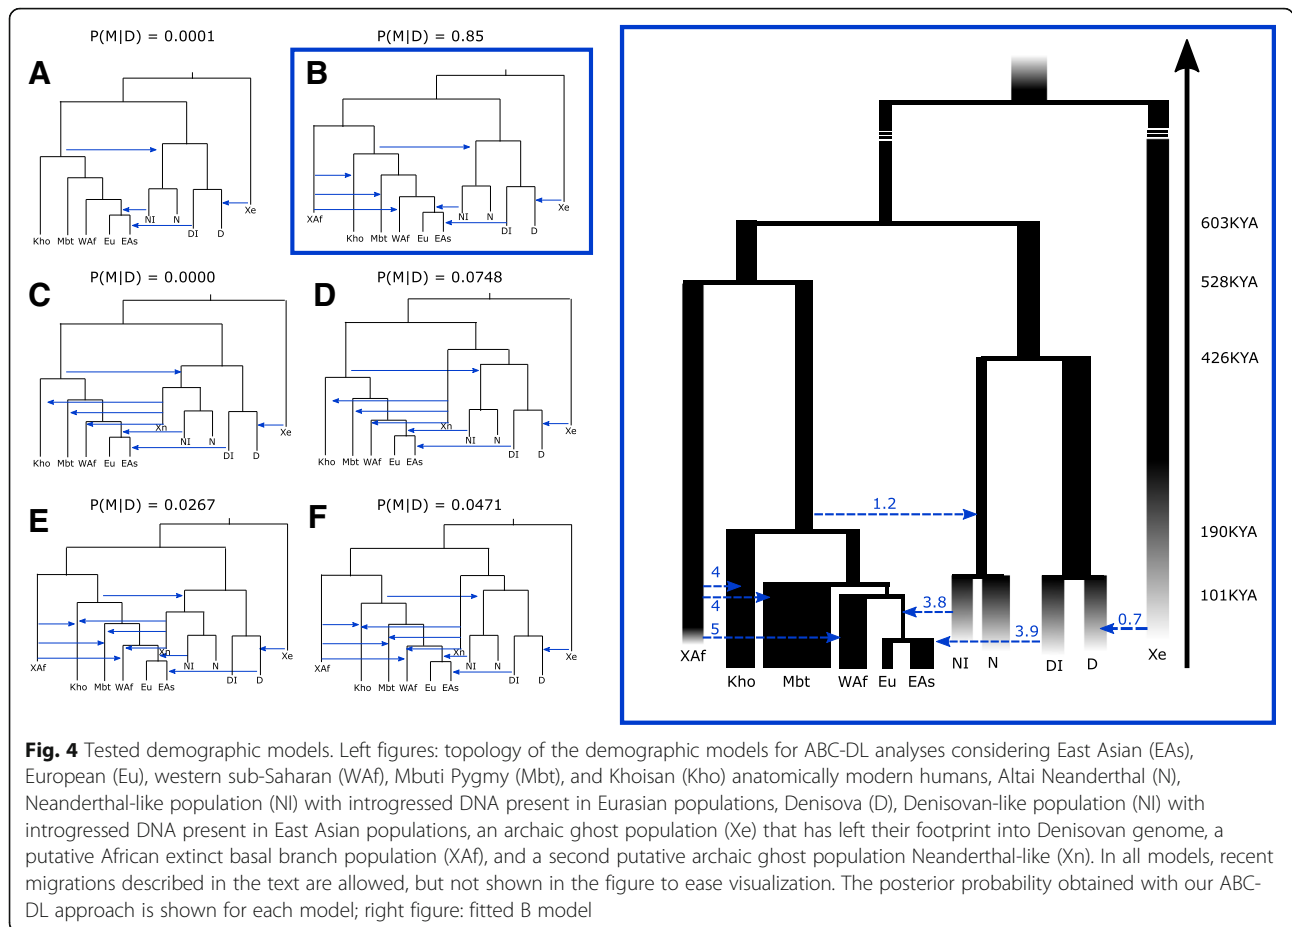 P(M|D) = 0.0001
A
Xe
NI
N
DI
D
Kho Mbt WAf Eu EAs
P(M|D) = 0.85
B
XAf
Xe
NI
N
DI
D
Kho Mbt WAf Eu EAs
P(M|D) = 0.0000
C
Xn
Xe
NI
N
DI
D
Kho Mbt WAf Eu EAs
P(M|D) = 0.0748
D
Xn
Xe
NI
N
DI
D
Kho Mbt WAf Eu EAs
P(M|D) = 0.0267
E
XAf
Xn
Xe
NI
N
DI
D
Kho Mbt WAf Eu EAs
P(M|D) = 0.0471
F
XAf
Xn
Xe
NI
N
DI
D
Kho Mbt WAf Eu EAs
603KYA
528KYA
426KYA
1.2
190KYA
4
101KYA
4
3.8
5
3.9
0.7
XAf
NI
N
DI
D
Xe
Kho Mbt WAf Eu EAs
Fig. 4 Tested demographic models. Left figures: topology of the demographic models for ABC-DL analyses considering East Asian (EAs),
European (Eu), western sub-Saharan (WAf), Mbuti Pygmy (Mbt), and Khoisan (Kho) anatomically modern humans, Altai Neanderthal (N),
Neanderthal-like population (NI) with introgressed DNA present in Eurasian populations, Denisova (D), Denisovan-like population (NI) with
introgressed DNA present in East Asian populations, an archaic ghost population (Xe) that has left their footprint into Denisovan genome, a
putative African extinct basal branch population (XAf), and a second putative archaic ghost population Neanderthal-like (Xn). In all models, recent
migrations described in the text are allowed, but not shown in the figure to ease visualization. The posterior probability obtained with our ABC-
DL approach is shown for each model; right figure: fitted B model